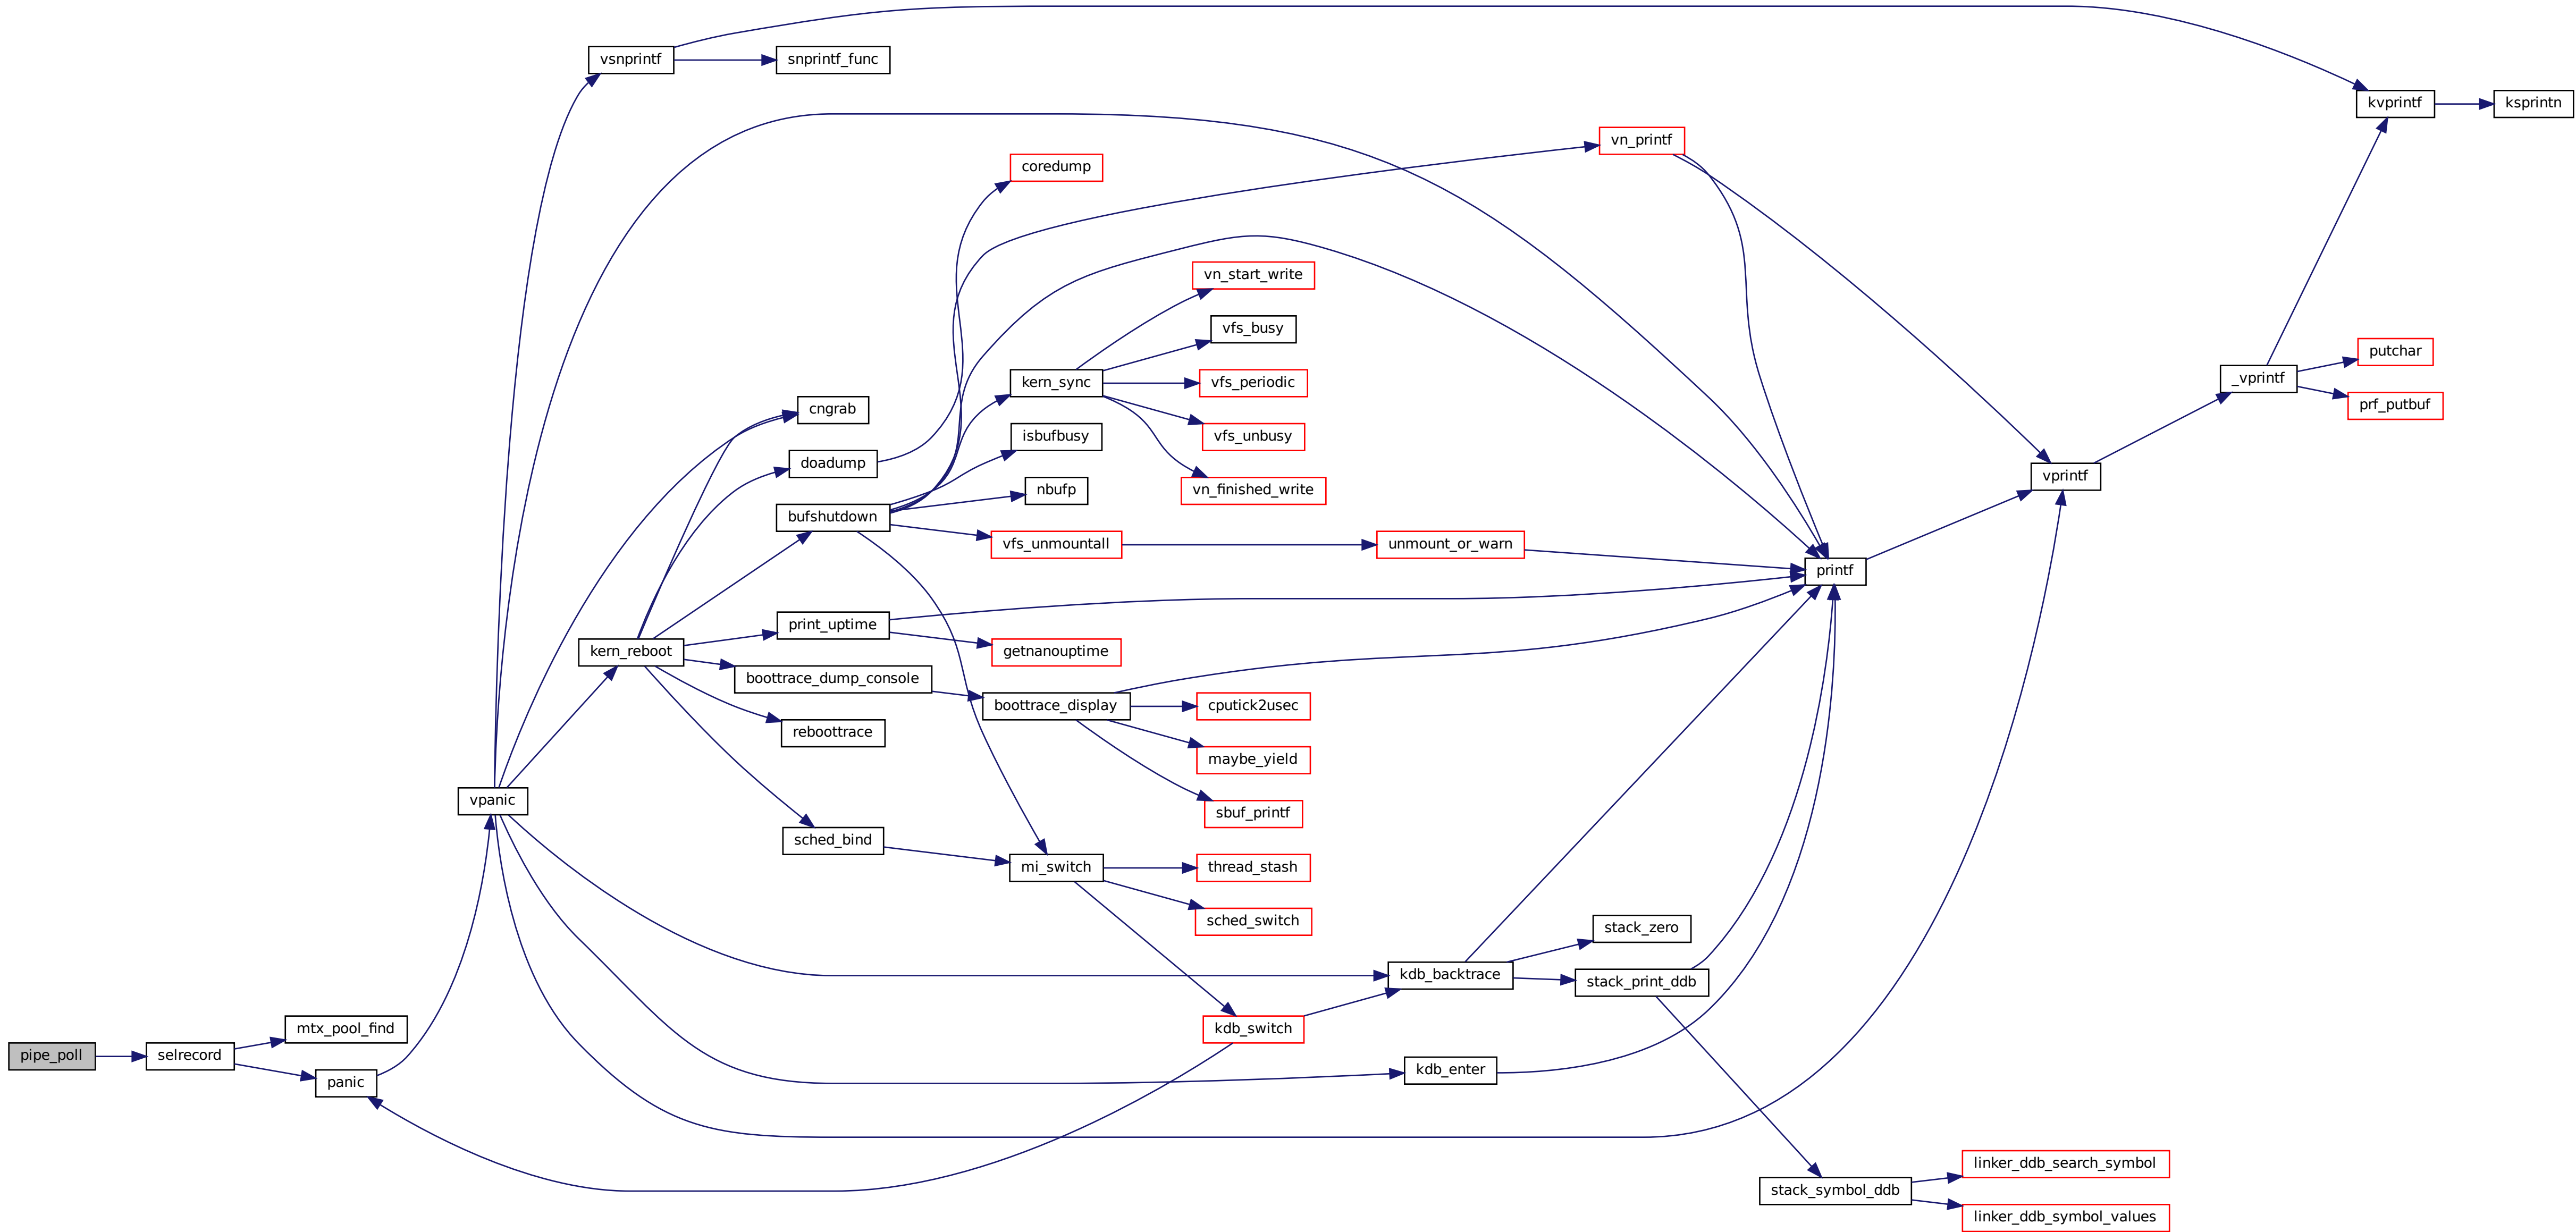 vsnprintf
snprintf_func
kvprintf
ksprintn
vn_printf
coredump
vn_start_write
vfs_busy
putchar
kern_sync
vfs_periodic
_vprintf
prf_putbuf
cngrab
isbufbusy
vfs_unbusy
doadump
vprintf
nbufp
vn_finished_write
bufshutdown
vfs_unmountall
unmount_or_warn
printf
print_uptime
kern_reboot
getnanouptime
boottrace_dump_console
boottrace_display
cputick2usec
reboottrace
maybe_yield
vpanic
sbuf_printf
sched_bind
mi_switch
thread_stash
sched_switch
stack_zero
kdb_backtrace
stack_print_ddb
mtx_pool_find
kdb_switch
pipe_poll
selrecord
kdb_enter
panic
linker_ddb_search_symbol
stack_symbol_ddb
linker_ddb_symbol_values